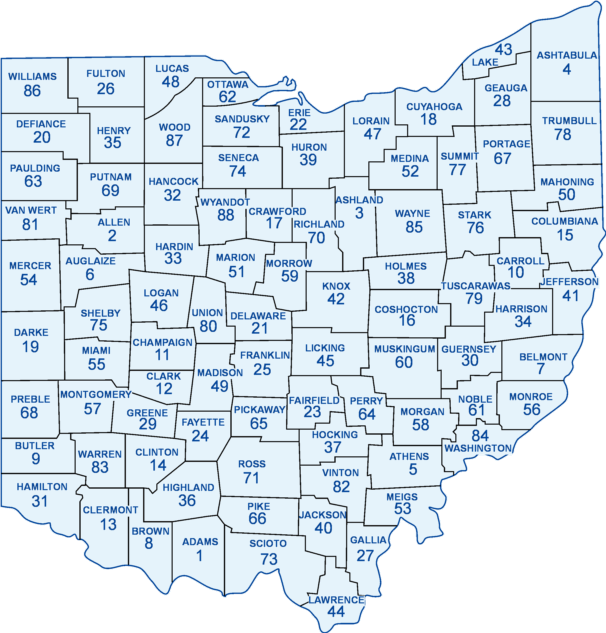 WILLIAMS
86
FULTON
26
LUCAS
48
OTTAWA
62
LAKE
43
ASHTABULA
4
GEAUGA
28
CUYAHOGA
18
DEFIANCE
20
HENRY
35
WOOD
87
SANDUSKY
72
ERIE
22
LORAIN
47
TRUMBULL
78
HURON
39
MEDINA
52
SUMMIT
77
PORTAGE
67
PAULDING
63
PUTNAM
69
HANCOCK
32
SENECA
74
MAHONING
50
VAN WERT
81
ALLEN
2
WYANDOT
88
CRAWFORD
17
RICHLAND
70
ASHLAND
3
WAYNE
85
STARK
76
COLUMBIANA
15
MERCER
54
AUGLAIZE
6
HARDIN
33
MARION
51
MORROW
59
HOLMES
38
CARROLL
10
JEFFERSON
41
TUSCARAWAS
79
LOGAN
46
UNION
80
DELAWARE
21
KNOX
42
COSHOCTON
16
HARRISON
34
DARKE
19
SHELBY
75
CHAMPAIGN
11
MIAMI
55
LICKING
45
MUSKINGUM
60
GUERNSEY
30
BELMONT
7
FRANKLIN
25
MADISON
49
CLARK
12
PREBLE
68
MONTGOMERY
57
GREENE
29
FAYETTE
24
PICKAWAY
65
FAIRFIELD
23
PERRY
64
MORGAN
58
NOBLE
61
MONROE
56
BUTLER
9
WARREN
83
CLINTON
14
HOCKING
37
84
WASHINGTON
ROSS
71
VINTON
82
ATHENS
5
HAMILTON
31
CLERMONT
13
HIGHLAND
36
MEIGS
53
BROWN
8
ADAMS
1
PIKE
66
JACKSON
40
GALLIA
27
SCIOTO
73
LAWRENCE
44